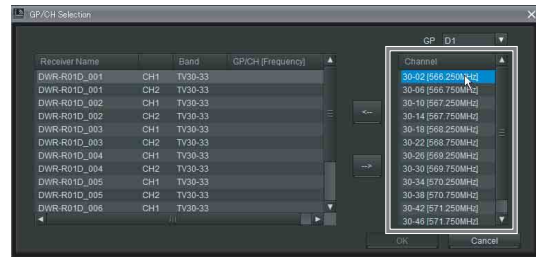 GP/CH Selection
GP D1
Receiver Name Band GP/CH [Frequency]
DWR-R01D_001 CH1 TV30-33
DWR-R01D_001 CH2 TV30-33
DWR-R01D_002 CH1 TV30-33
DWR-R01D_002 CH2 TV30-33
DWR-R01D_003 CH1 TV30-33
DWR-R01D_003 CH2 TV30-33
DWR-R01D_004 CH1 TV30-33
DWR-R01D_004 CH2 TV30-33
DWR-R01D_005 CH1 TV30-33
DWR-R01D_005 CH2 TV30-33
DWR-R01D_006 CH1 TV30-33
<--
-->
Channel
30-02 [566.250MHz]
30-06 [566.750MHz]
30-10 [567.250MHz]
30-14 [567.750MHz]
30-18 [568.250MHz]
30-22 [568.750MHz]
30-26 [569.250MHz]
30-30 [569.750MHz]
30-34 [570.250MHz]
30-38 [570.750MHz]
30-42 [571.250MHz]
30-46 [571.750MHz]
OK Cancel